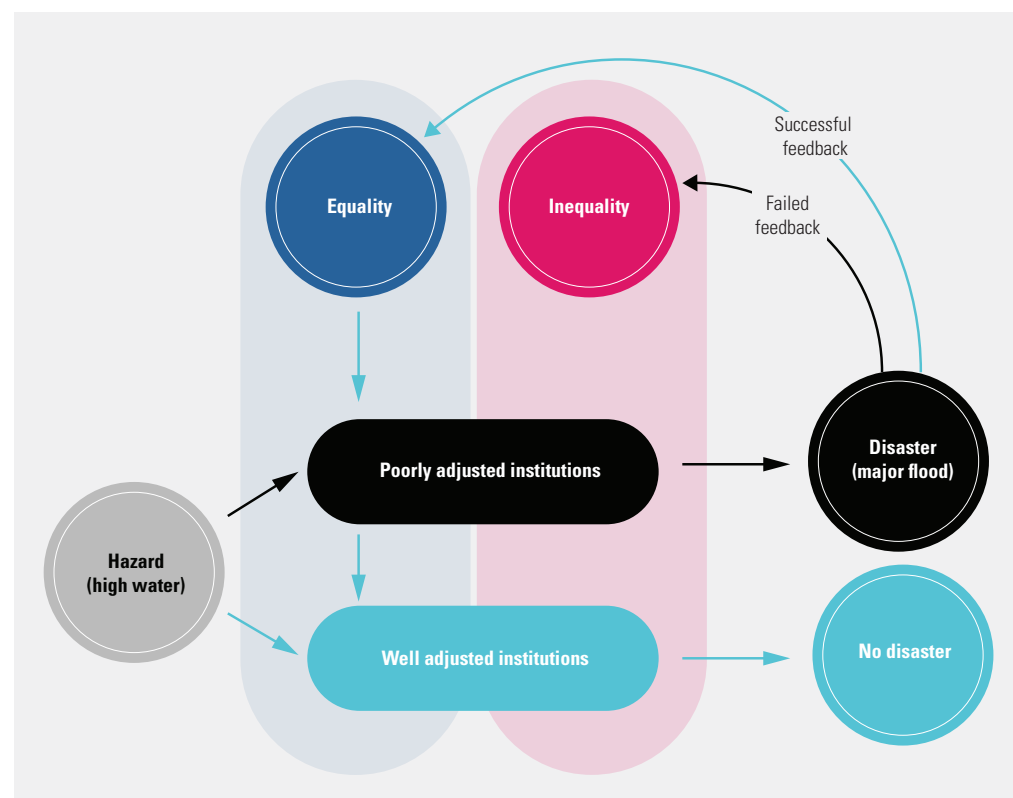 Successful
feedback
Equality
Inequality
Failed
feedback
Poorly adjusted institutions
Disaster
(major flood)
Hazard
(high water)
Well adjusted institutions
No disaster